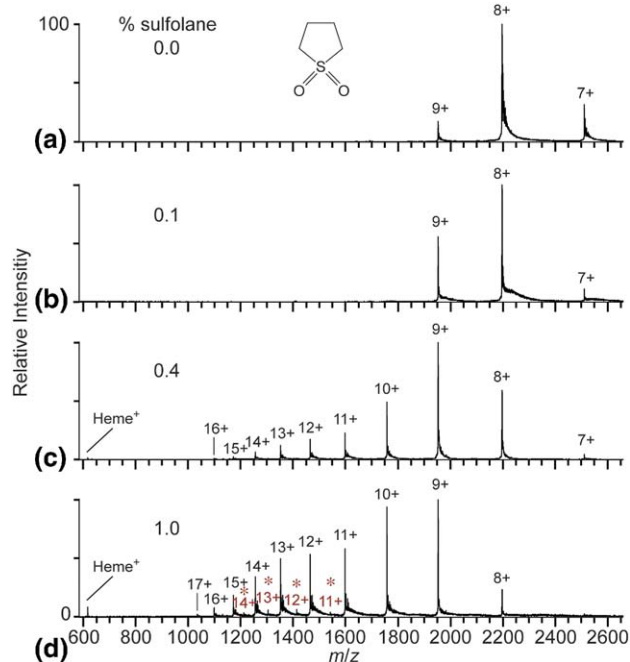 % sulfolane
0.0
100
S
O O
9+ 8+ 7+
(a)
0.1
9+ 8+ 7+
(b)
Relative Intensitiy
0.4
Heme+
16+ 15+ 14+ 13+ 12+ 11+ 10+ 9+ 8+ 7+
(c)
1.0
Heme+
17+ 16+ 15+ 14+ 13+ 12+ 11+ 10+ 9+ 8+
* * * *
14+ 13+ 12+ 11+
0
(d)
600 800 1000 1200 1400 1600 1800 2000 2200 2400 2600
m/z